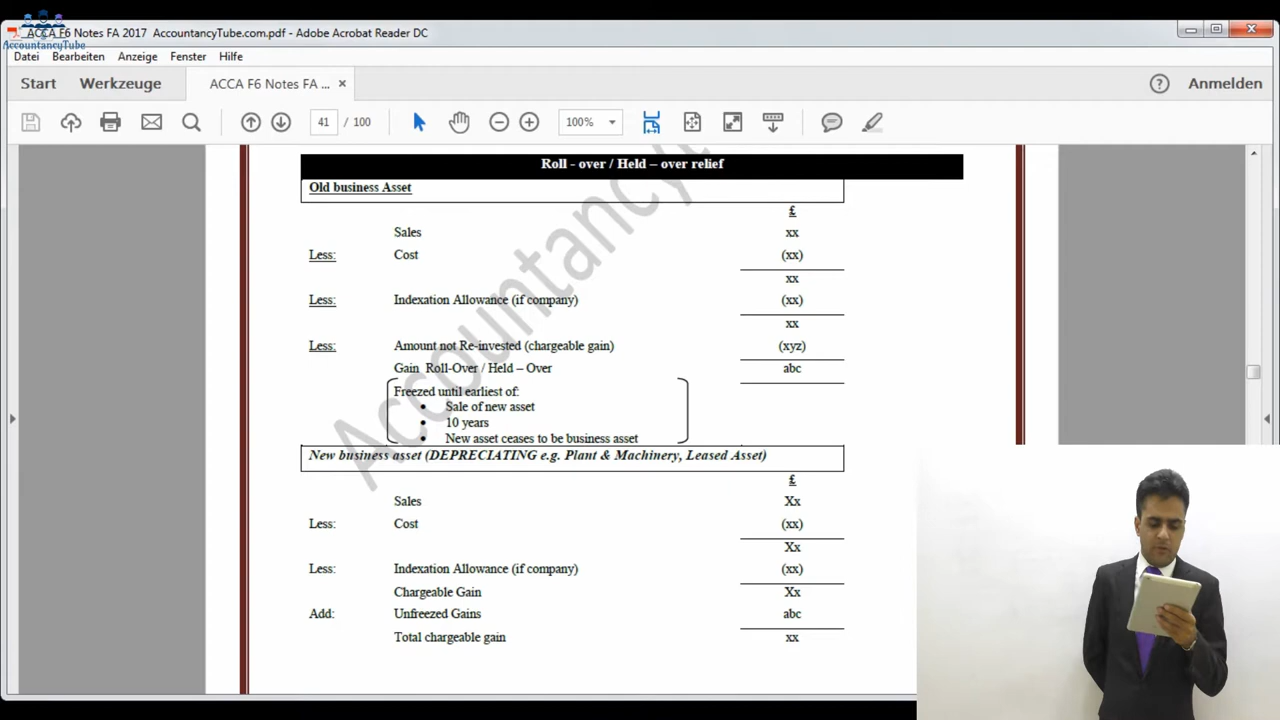 ACCA F6 Notes FA 2017 AccountancyTube.com.pdf - Adobe Acrobat Reader DC
AccountancyTube
Datei Bearbeiten Anzeige Fenster Hilfe
Start Werkzeuge ACCA F6 Notes FA ... × ? Anmelden
41 / 100 100%
Roll - over / Held – over relief
Old business Asset
£
Sales xx
Less: Cost (xx)
xx
Less: Indexation Allowance (if company) (xx)
xx
Less: Amount not Re-invested (chargeable gain) (xyz)
Gain Roll-Over / Held – Over abc
Freezed until earliest of:
• Sale of new asset
• 10 years
• New asset ceases to be business asset
New business asset (DEPRECIATING e.g. Plant & Machinery, Leased Asset)
£
Sales Xx
Less: Cost (xx)
Xx
Less: Indexation Allowance (if company) (xx)
Chargeable Gain Xx
Add: Unfreezed Gains abc
Total chargeable gain xx
Accountancy